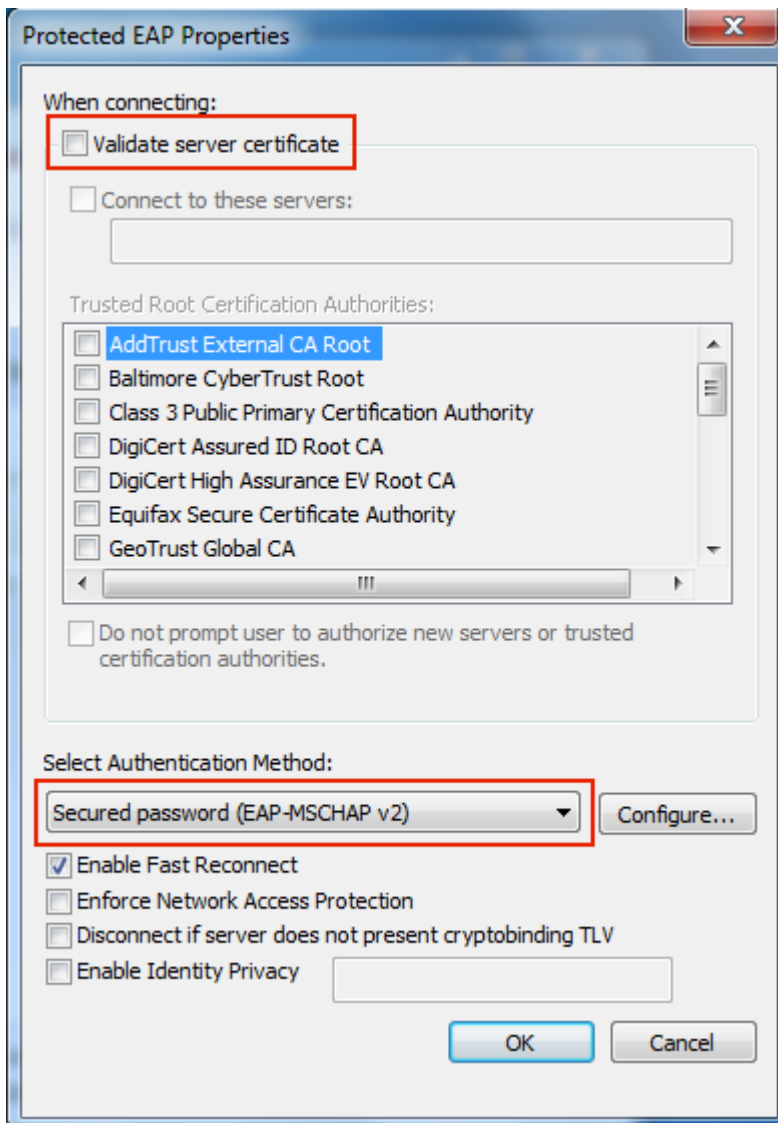 Protected EAP Properties
When connecting:
Validate server certificate
Connect to these servers:
Trusted Root Certification Authorities:
AddTrust External CA Root
Baltimore CyberTrust Root
Class 3 Public Primary Certification Authority
DigiCert Assured ID Root CA
DigiCert High Assurance EV Root CA
Equifax Secure Certificate Authority
GeoTrust Global CA
Do not prompt user to authorize new servers or trusted
certification authorities.
Select Authentication Method:
Secured password (EAP-MSCHAP v2)
Configure...
Enable Fast Reconnect
Enforce Network Access Protection
Disconnect if server does not present cryptobinding TLV
Enable Identity Privacy
OK
Cancel